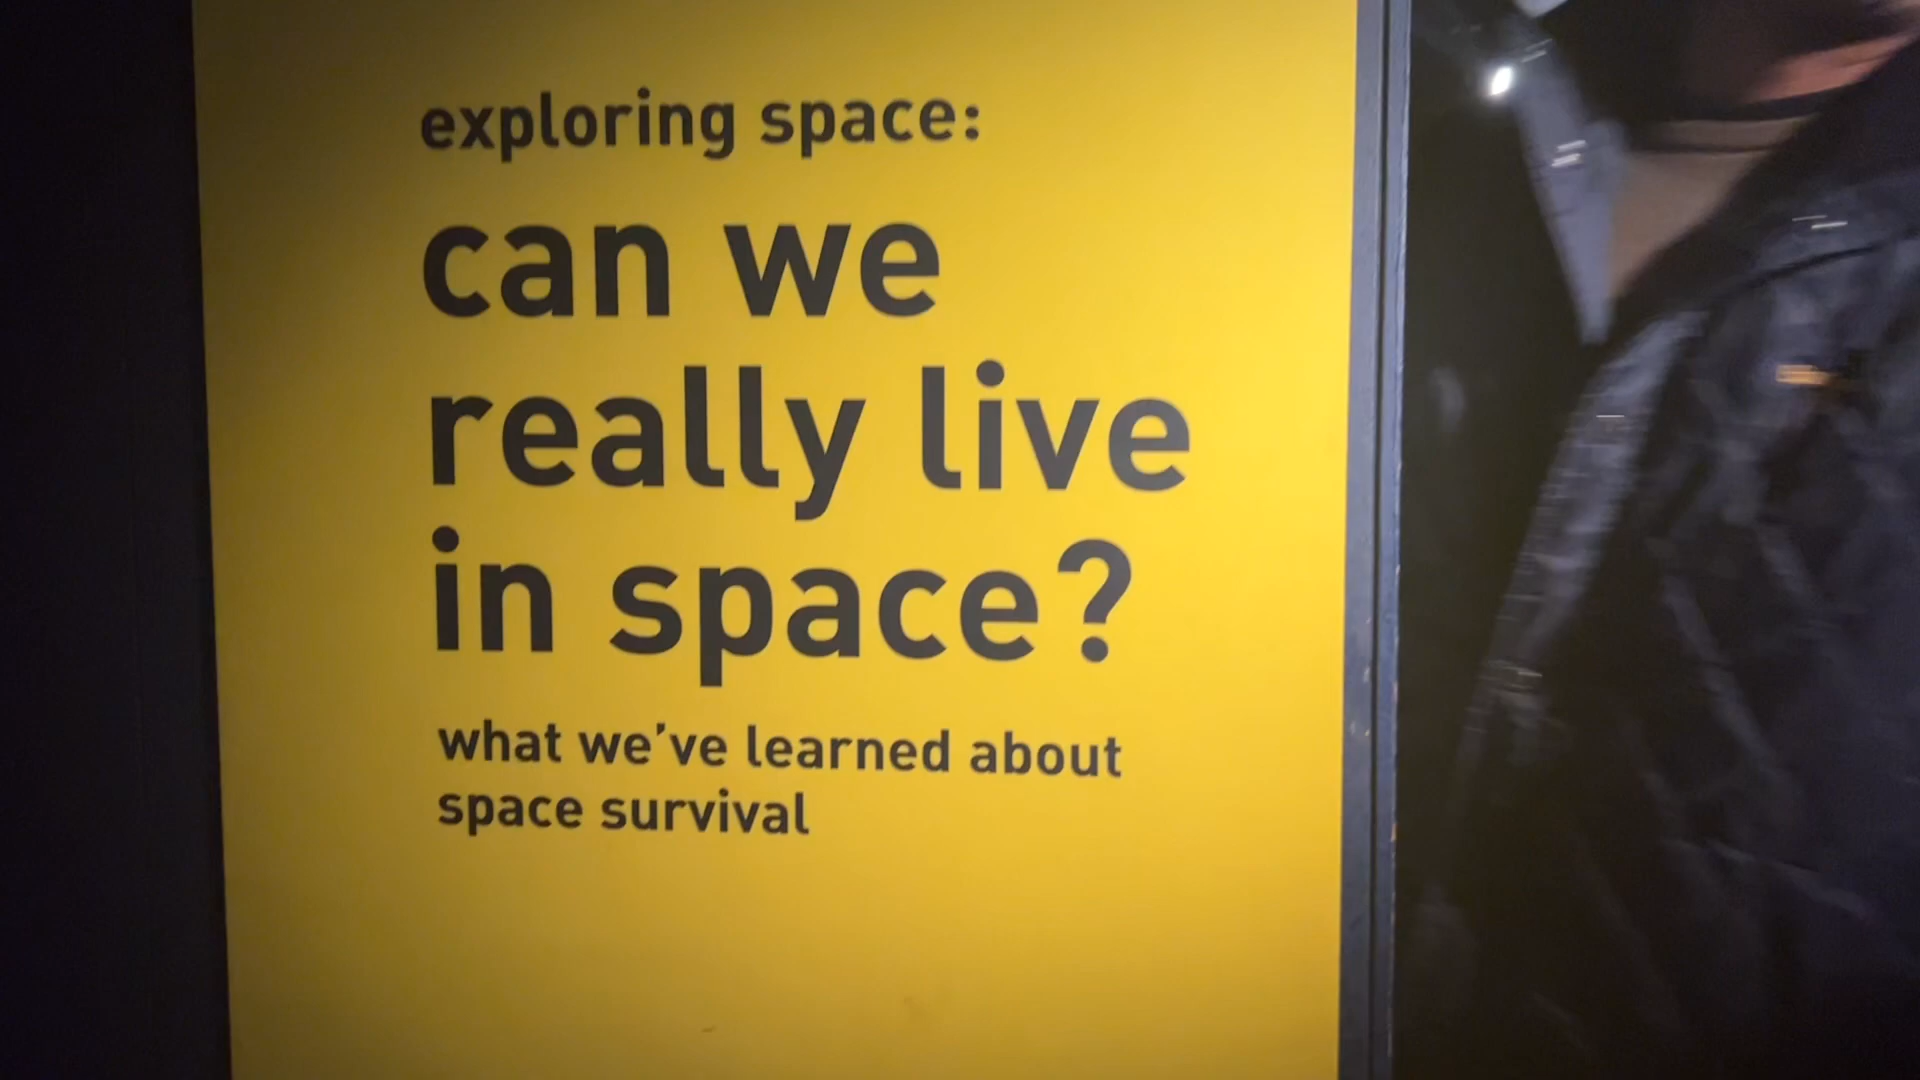 exploring space:
can we
really live
in space?
what we've learned about
space survival